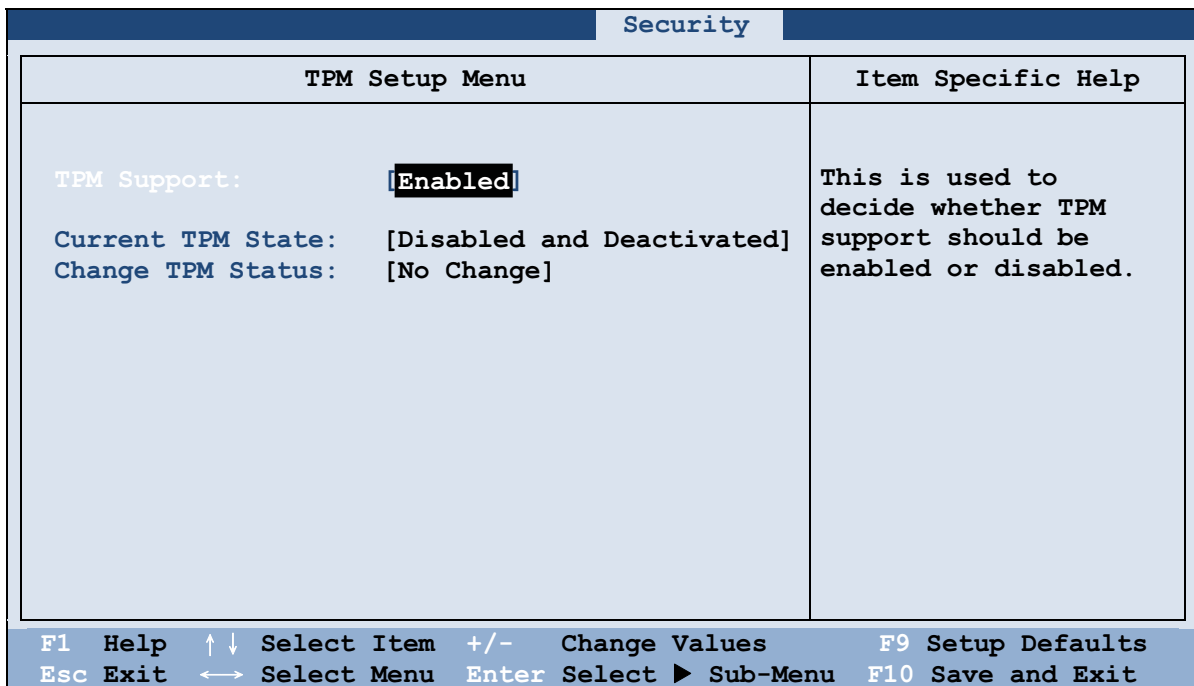 Security
TPM Setup Menu
Item Specific Help
TPM Support: [Enabled]
Current TPM State: [Disabled and Deactivated]
Change TPM Status: [No Change]
This is used to
decide whether TPM
support should be
enabled or disabled.
F1 Help ↑↓ Select Item +/- Change Values F9 Setup Defaults
Esc Exit ←→ Select Menu Enter Select ▶ Sub-Menu F10 Save and Exit